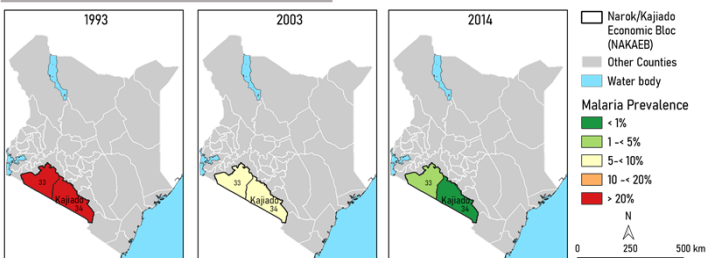 1993
33
Kajiado
34
2003
33
Kajiado
34
2014
33
Kajiado
34
Narok/Kajiado
Economic Bloc
(NAKAEB)
Other Counties
Water body
Malaria Prevalence
< 1%
1 -< 5%
5-< 10%
10 -< 20%
> 20%
N
0 250 500 km